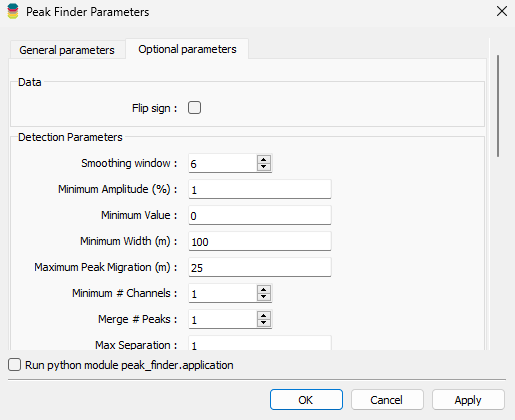 Peak Finder Parameters
General parameters
Optional parameters
Data
Flip sign :
Detection Parameters
Smoothing window : 6
Minimum Amplitude (%) : 1
Minimum Value : 0
Minimum Width (m) : 100
Maximum Peak Migration (m) : 25
Minimum # Channels : 1
Merge # Peaks : 1
Max Separation : 1
Run python module peak_finder.application
OK
Cancel
Apply